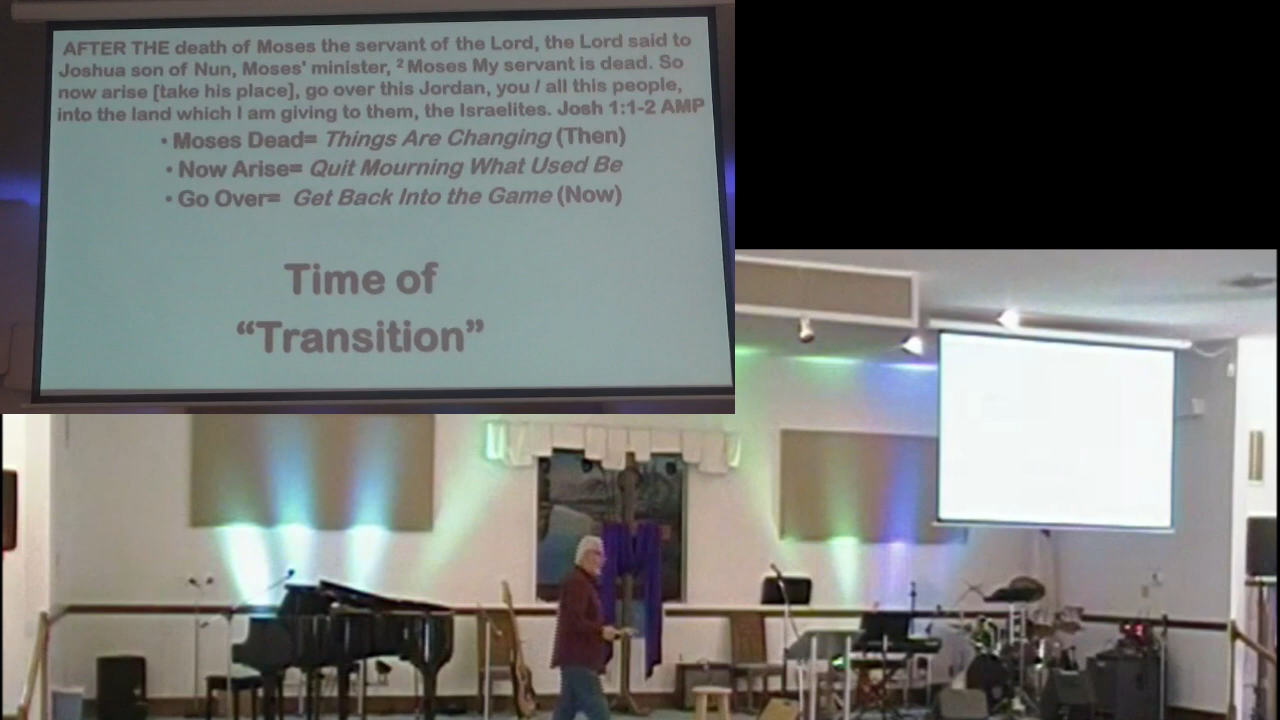 AFTER THE death of Moses the servant of the Lord, the Lord said to
Joshua son of Nun, Moses' minister, ² Moses My servant is dead. So
now arise [take his place], go over this Jordan, you / all this people,
into the land which I am giving to them, the Israelites. Josh 1:1-2 AMP
• Moses Dead= Things Are Changing (Then)
• Now Arise= Quit Mourning What Used Be
• Go Over= Get Back Into the Game (Now)
Time of
“Transition”